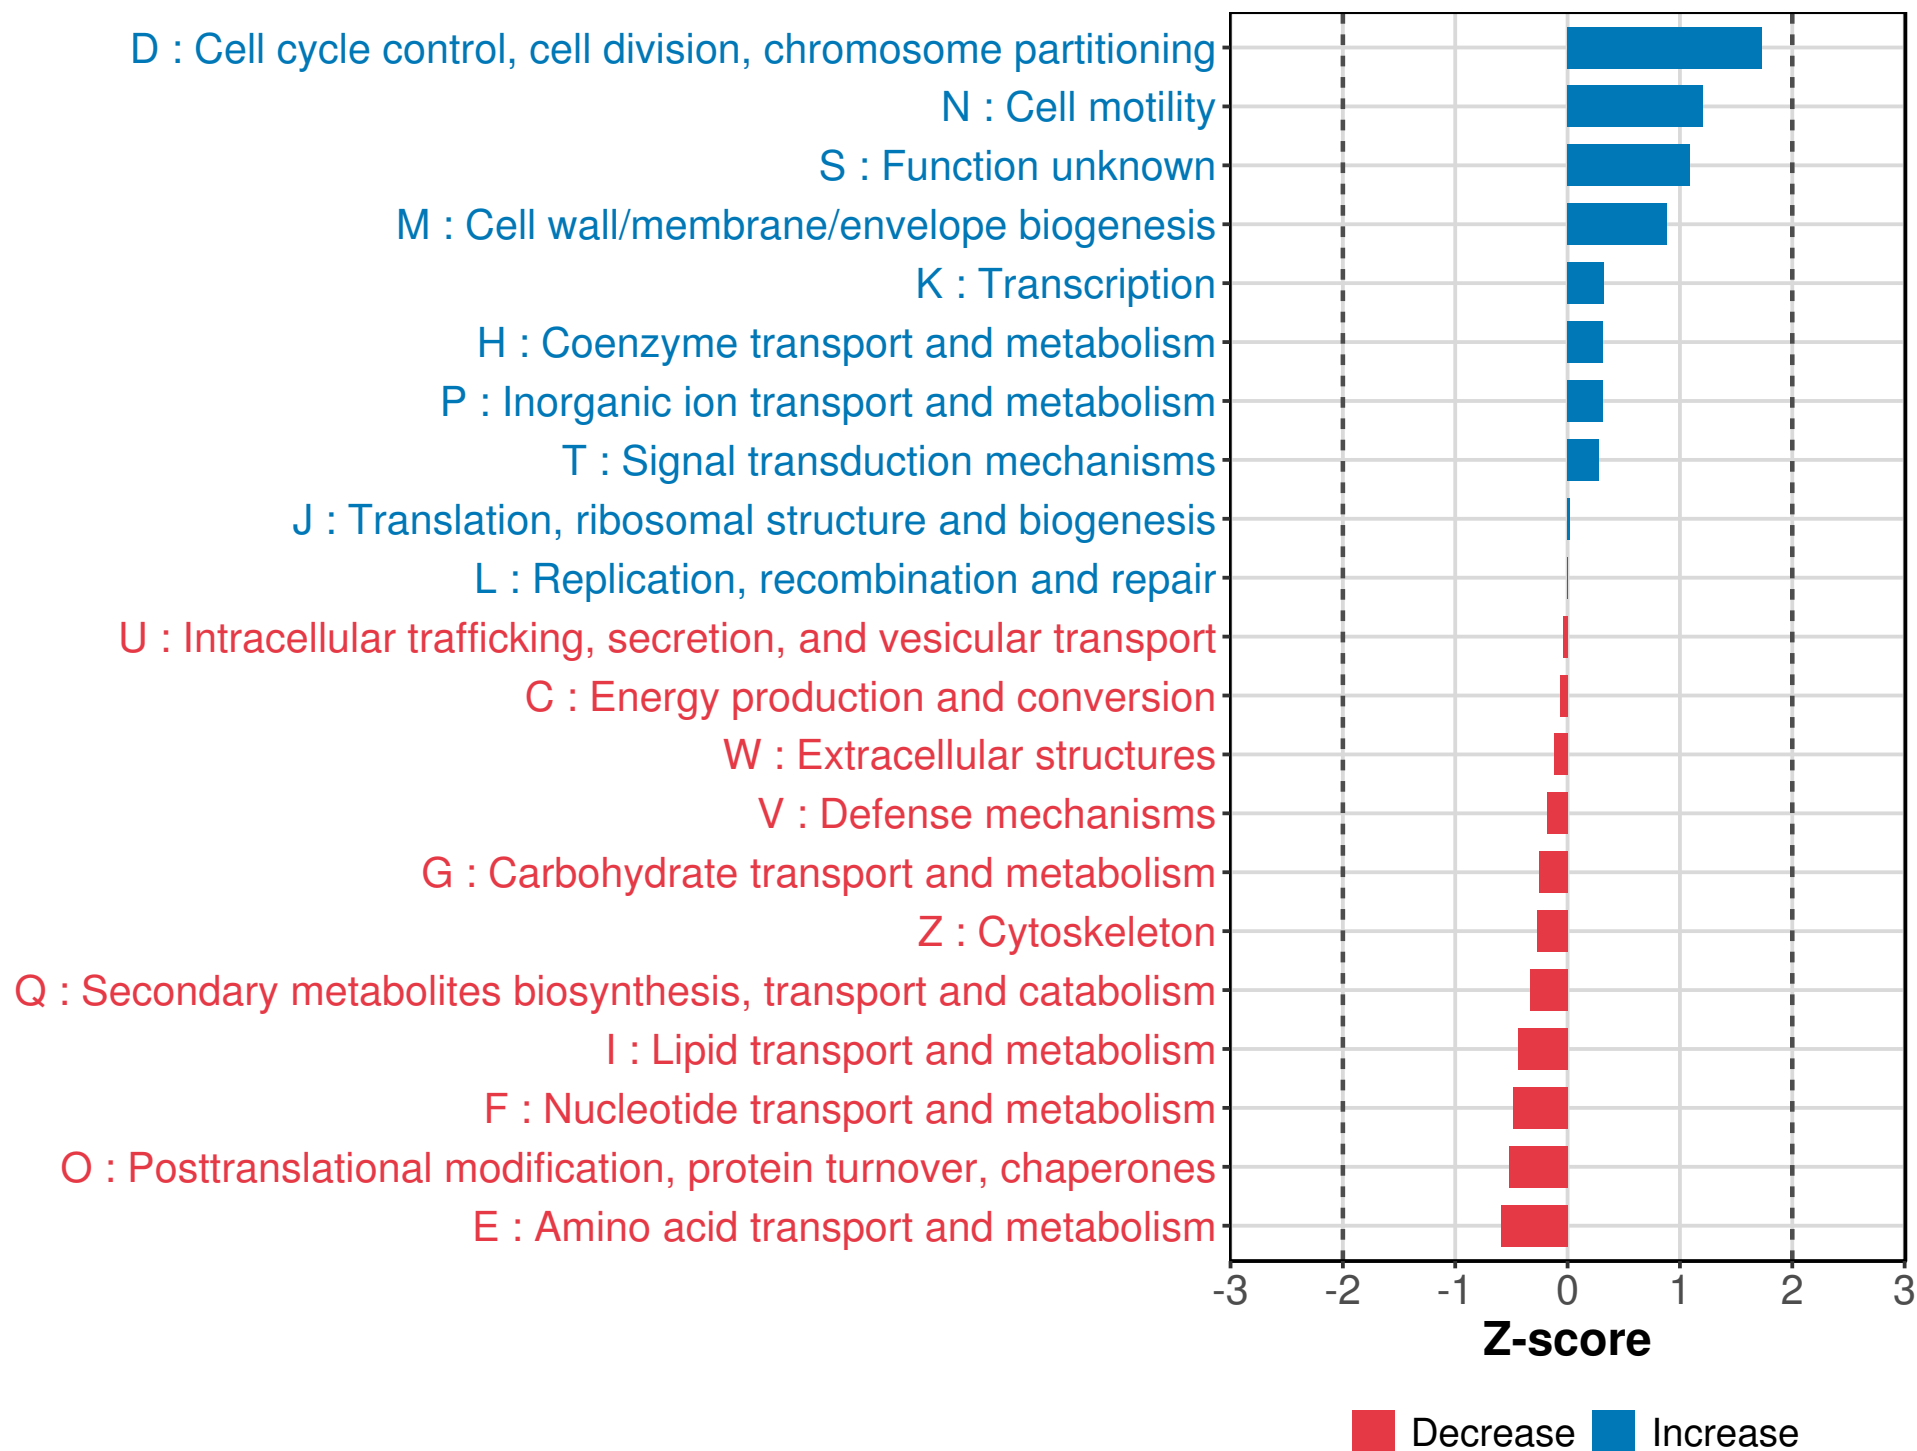 D : Cell cycle control, cell division, chromosome partitioning
N : Cell motility
S : Function unknown
M : Cell wall/membrane/envelope biogenesis
K : Transcription
H : Coenzyme transport and metabolism
P : Inorganic ion transport and metabolism
T : Signal transduction mechanisms
J : Translation, ribosomal structure and biogenesis
L : Replication, recombination and repair
U : Intracellular trafficking, secretion, and vesicular transport
C : Energy production and conversion
W : Extracellular structures
V : Defense mechanisms
G : Carbohydrate transport and metabolism
Z : Cytoskeleton
Q : Secondary metabolites biosynthesis, transport and catabolism
I : Lipid transport and metabolism
F : Nucleotide transport and metabolism
O : Posttranslational modification, protein turnover, chaperones
E : Amino acid transport and metabolism
-3 -2 -1 0 1 2 3
Z-score
Decrease Increase